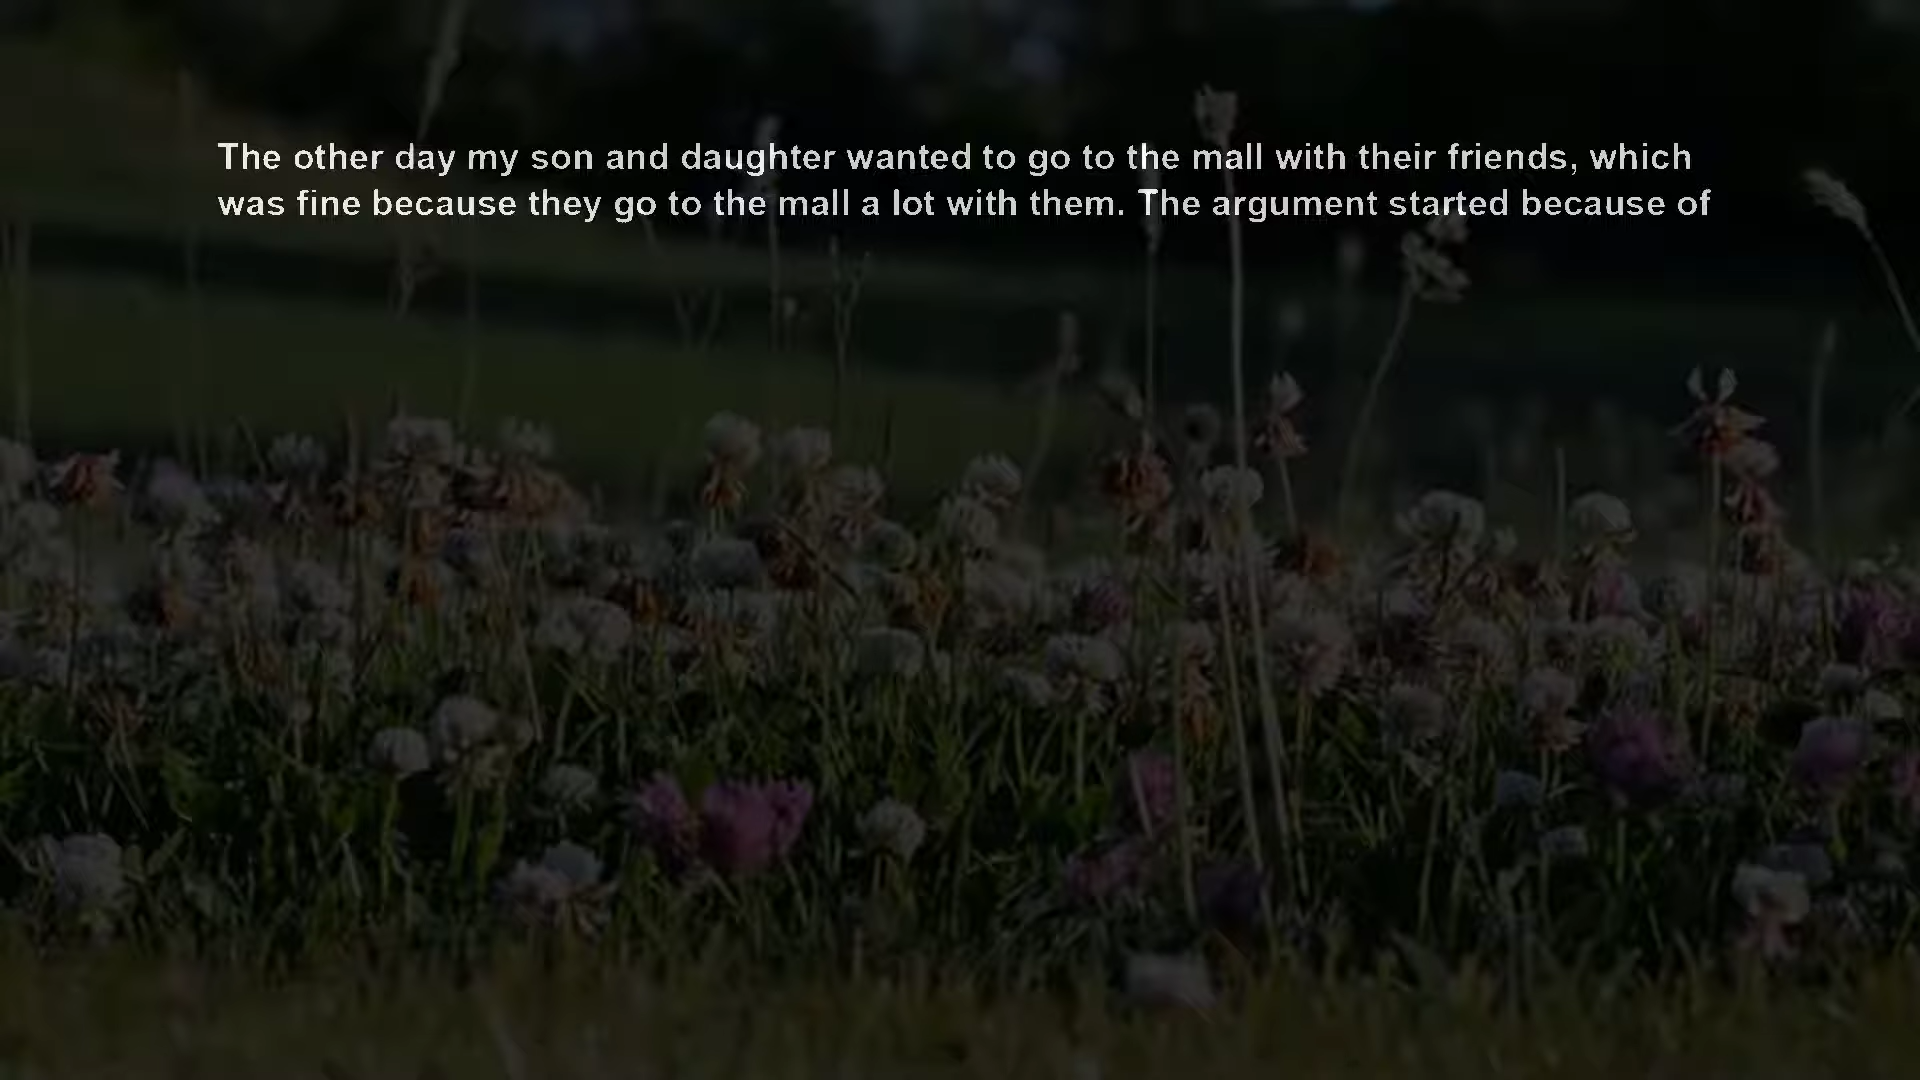 The other day my son and daughter wanted to go to the mall with their friends, which
was fine because they go to the mall a lot with them. The argument started because of